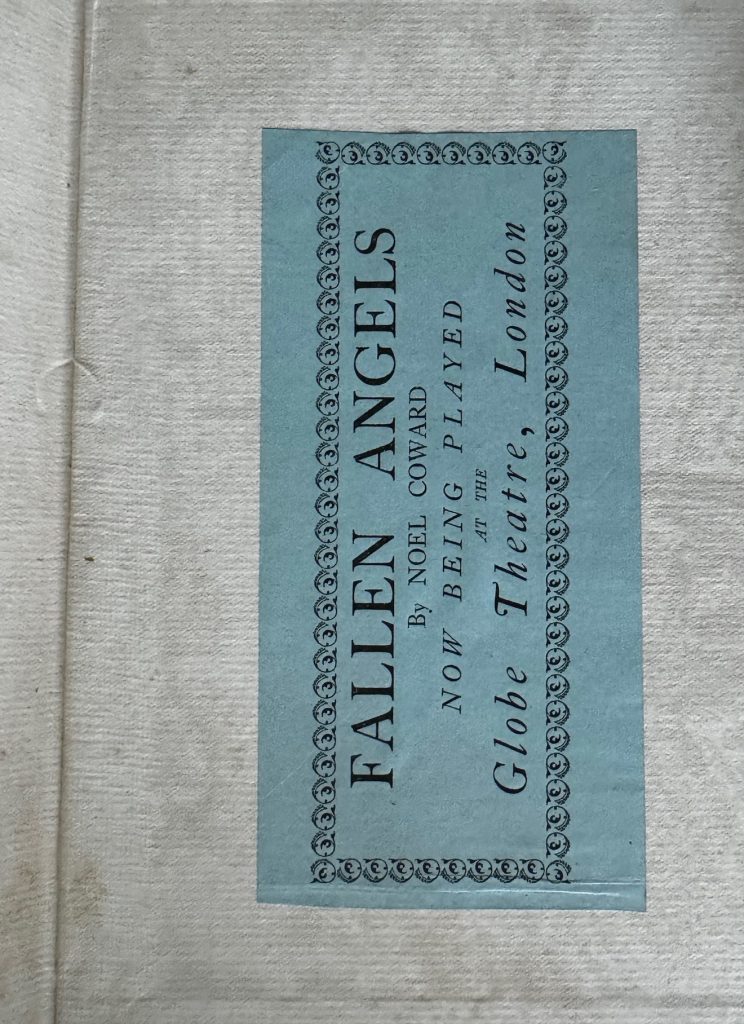 FALLEN ANGELS
By NOEL COWARD
NOW BEING PLAYED
AT THE
Globe Theatre, London